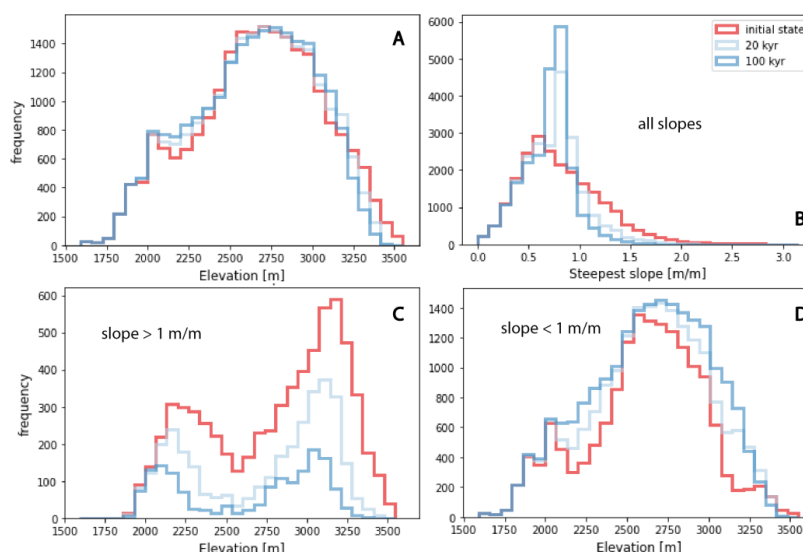 A
1400
1200
1000
800
600
400
200
0
frequency
1500 1750 2000 2250 2500 2750 3000 3250 3500
Elevation [m]
B
6000
5000
4000
3000
2000
1000
0
initial state
20 kyr
100 kyr
all slopes
0.0 0.5 1.0 1.5 2.0 2.5 3.0
Steepest slope [m/m]
C
600
500
400
300
200
100
0
frequency
slope > 1 m/m
1500 1750 2000 2250 2500 2750 3000 3250 3500
Elevation [m]
D
1400
1200
1000
800
600
400
200
0
slope < 1 m/m
1500 1750 2000 2250 2500 2750 3000 3250 3500
Elevation [m]